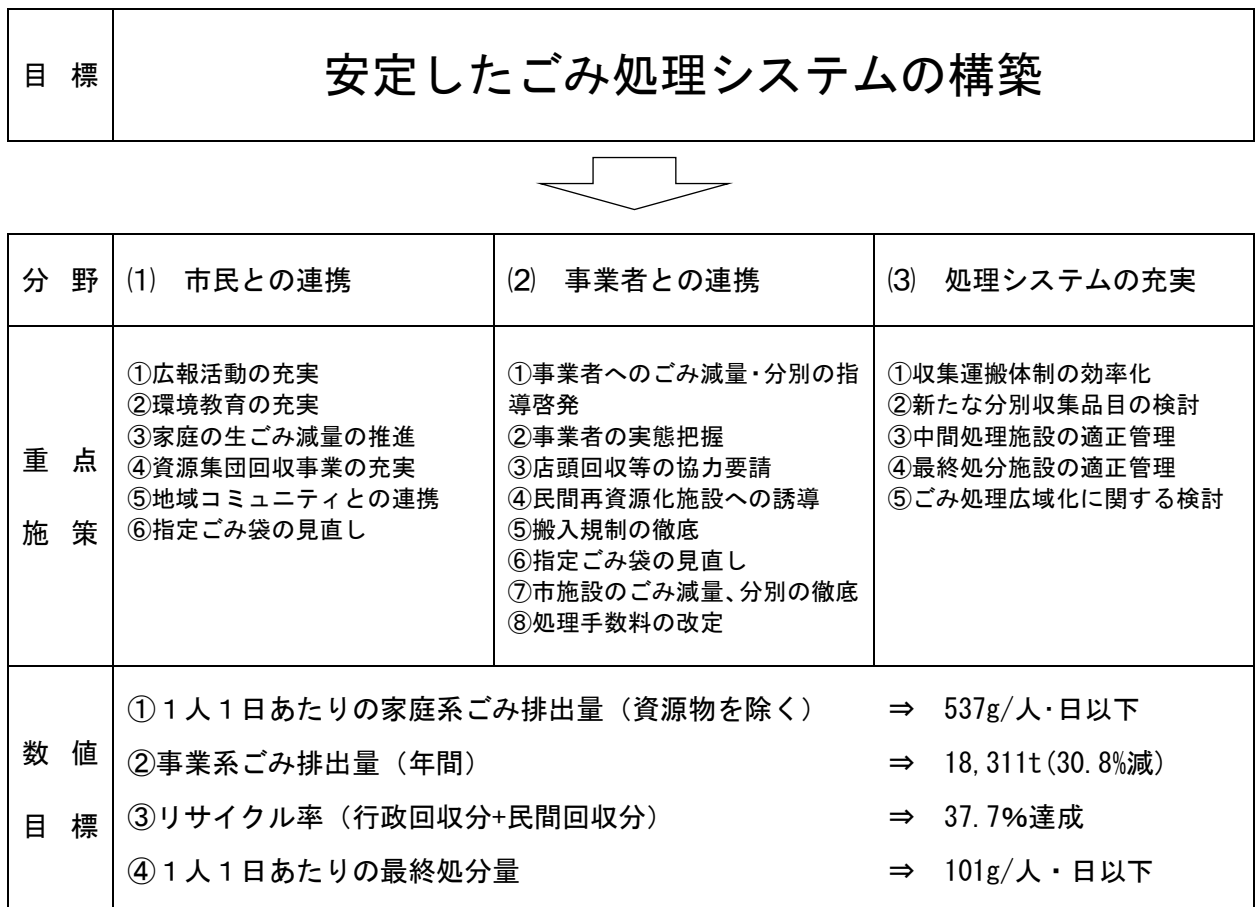 目 標
安定したごみ処理システムの構築
分 野
⑴ 市民との連携
⑵ 事業者との連携
⑶ 処理システムの充実
重 点
施 策
①広報活動の充実
②環境教育の充実
③家庭の生ごみ減量の推進
④資源集団回収事業の充実
⑤地域コミュニティとの連携
⑥指定ごみ袋の見直し
①事業者へのごみ減量・分別の指
導啓発
②事業者の実態把握
③店頭回収等の協力要請
④民間再資源化施設への誘導
⑤搬入規制の徹底
⑥指定ごみ袋の見直し
⑦市施設のごみ減量、分別の徹底
⑧処理手数料の改定
①収集運搬体制の効率化
②新たな分別収集品目の検討
③中間処理施設の適正管理
④最終処分施設の適正管理
⑤ごみ処理広域化に関する検討
数 値
目 標
①１人１日あたりの家庭系ごみ排出量（資源物を除く） ⇒ 537g/人・日以下
②事業系ごみ排出量（年間） ⇒ 18,311t(30.8%減)
③リサイクル率（行政回収分+民間回収分） ⇒ 37.7%達成
④１人１日あたりの最終処分量 ⇒ 101g/人・日以下